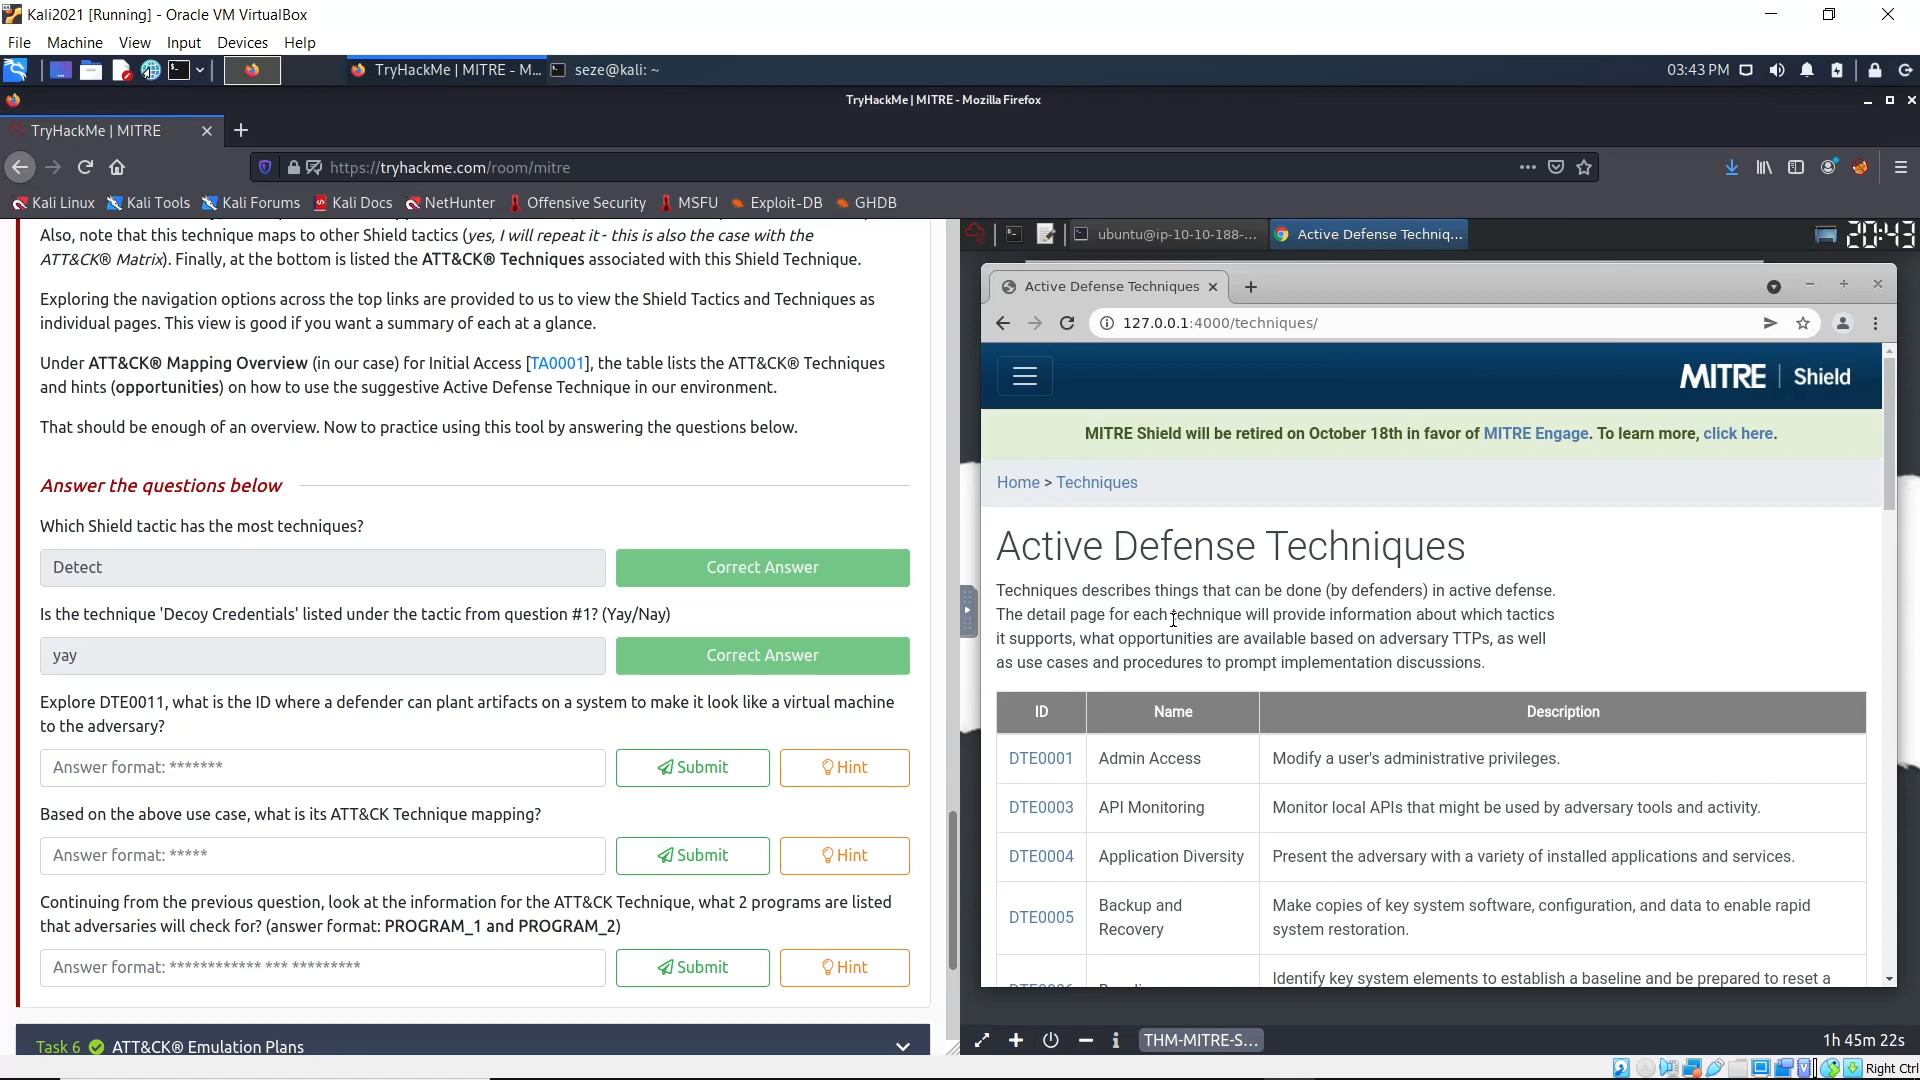 Kali2021 [Running] - Oracle VM VirtualBox
File Machine View Input Devices Help
TryHackMe | MITRE - M...
seze@kali: ~
03:43 PM
TryHackMe | MITRE - Mozilla Firefox
TryHackMe | MITRE
https://tryhackme.com/room/mitre
Kali Linux Kali Tools Kali Forums Kali Docs NetHunter Offensive Security MSFU Exploit-DB GHDB
Also, note that this technique maps to other Shield tactics (yes, I will repeat it - this is also the case with the
ATT&CK® Matrix). Finally, at the bottom is listed the ATT&CK® Techniques associated with this Shield Technique.
Exploring the navigation options across the top links are provided to us to view the Shield Tactics and Techniques as
individual pages. This view is good if you want a summary of each at a glance.
Under ATT&CK® Mapping Overview (in our case) for Initial Access [TA0001], the table lists the ATT&CK® Techniques
and hints (opportunities) on how to use the suggestive Active Defense Technique in our environment.
That should be enough of an overview. Now to practice using this tool by answering the questions below.
Answer the questions below
Which Shield tactic has the most techniques?
Detect
Correct Answer
Is the technique 'Decoy Credentials' listed under the tactic from question #1? (Yay/Nay)
yay
Correct Answer
Explore DTE0011, what is the ID where a defender can plant artifacts on a system to make it look like a virtual machine
to the adversary?
Answer format: *******
Submit
Hint
Based on the above use case, what is its ATT&CK Technique mapping?
Answer format: *****
Submit
Hint
Continuing from the previous question, look at the information for the ATT&CK Technique, what 2 programs are listed
that adversaries will check for? (answer format: PROGRAM_1 and PROGRAM_2)
Answer format: ************ *** *********
Submit
Hint
Task 6 ATT&CK® Emulation Plans
ubuntu@ip-10-10-188-...
Active Defense Techniq...
20:43
Active Defense Techniques
127.0.0.1:4000/techniques/
MITRE | Shield
MITRE Shield will be retired on October 18th in favor of MITRE Engage. To learn more, click here.
Home > Techniques
Active Defense Techniques
Techniques describes things that can be done (by defenders) in active defense.
The detail page for each technique will provide information about which tactics
it supports, what opportunities are available based on adversary TTPs, as well
as use cases and procedures to prompt implementation discussions.
ID Name Description
DTE0001 Admin Access Modify a user's administrative privileges.
DTE0003 API Monitoring Monitor local APIs that might be used by adversary tools and activity.
DTE0004 Application Diversity Present the adversary with a variety of installed applications and services.
DTE0005 Backup and Recovery Make copies of key system software, configuration, and data to enable rapid
system restoration.
Identify key system elements to establish a baseline and be prepared to reset a
THM-MITRE-S...
1h 45m 22s
Right Ctrl